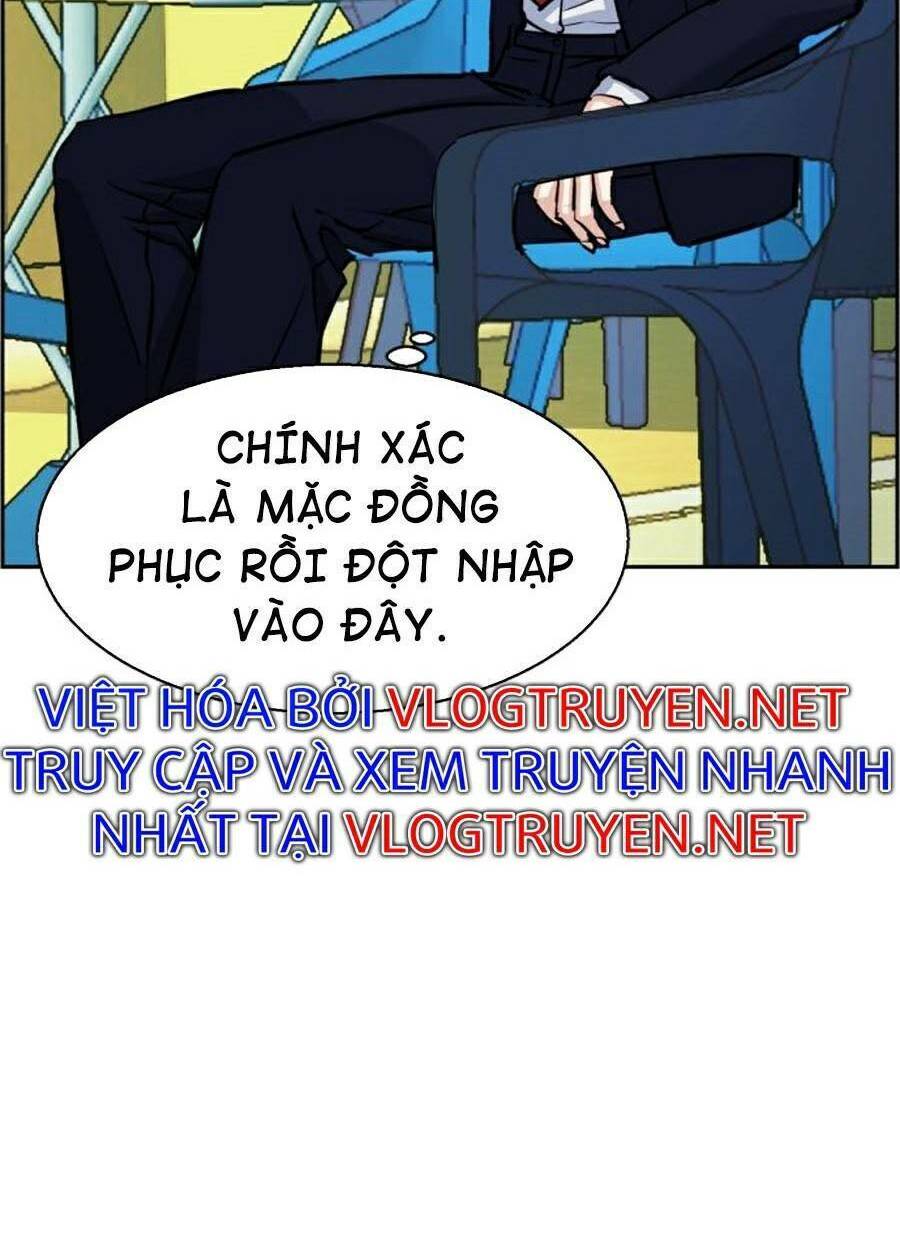 CHÍNH XÁC
LÀ MẶC ĐỒNG
PHỤC RỒI ĐỘT NHẬP
VÀO ĐÂY.
VIỆT HÓA BỞI VLOGTRUYEN.NET
TRUY CẬP VÀ XEM TRUYỆN NHANH
NHẤT TẠI VLOGTRUYEN.NET